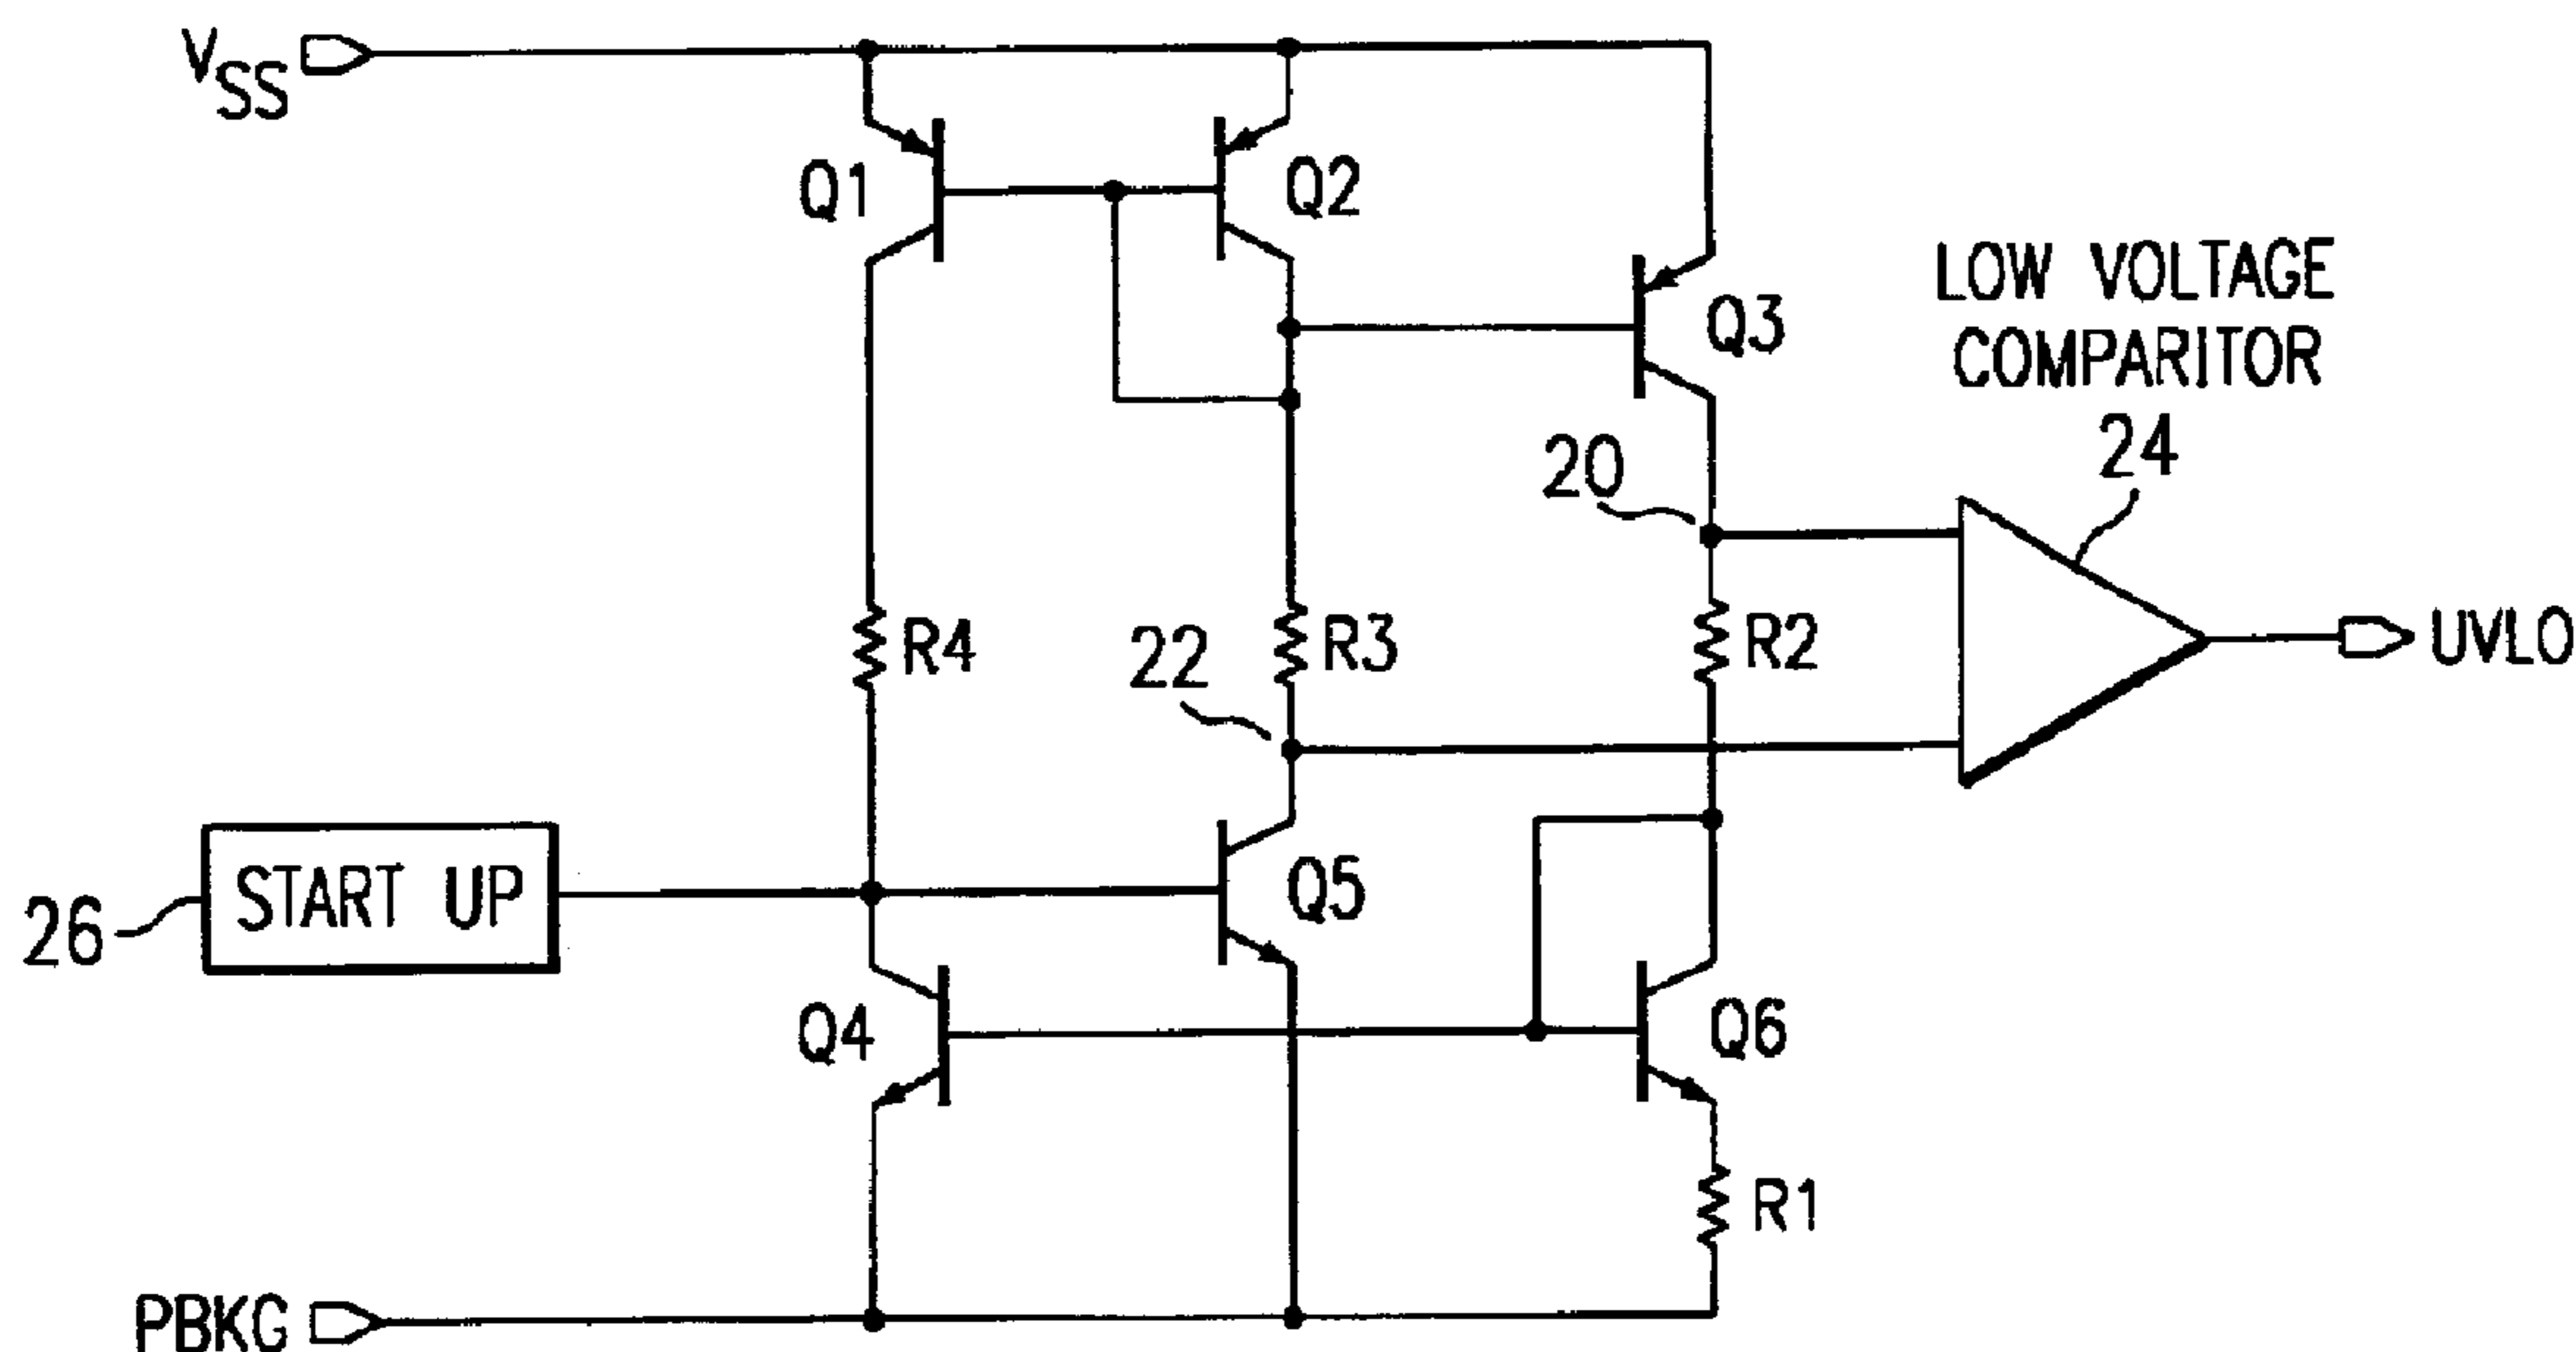 VSS
Q1
Q2
Q3
LOW VOLTAGE
COMPARITOR
24
20
R4
22
R3
R2
UVLO
26
START UP
Q5
Q4
Q6
R1
PBKG